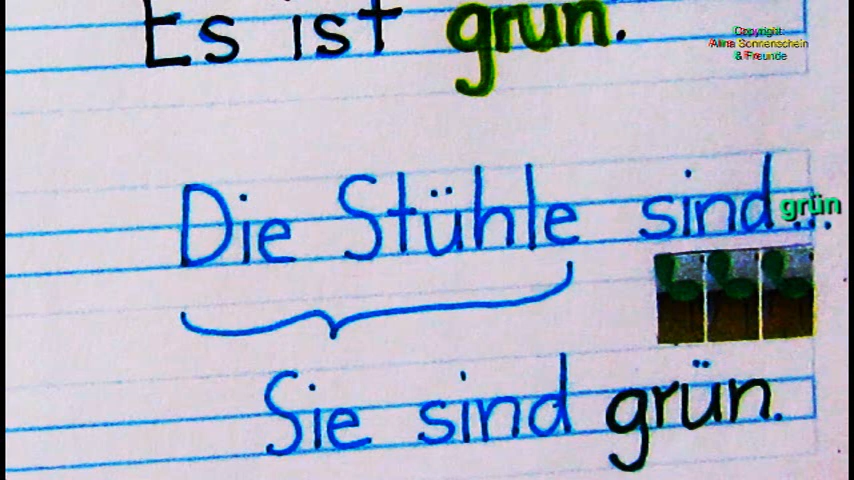 Es ist grün.
Copyright:
Alina Sonnenschein
& Freunde
Die Stühle sind...
grün
Sie sind grün.